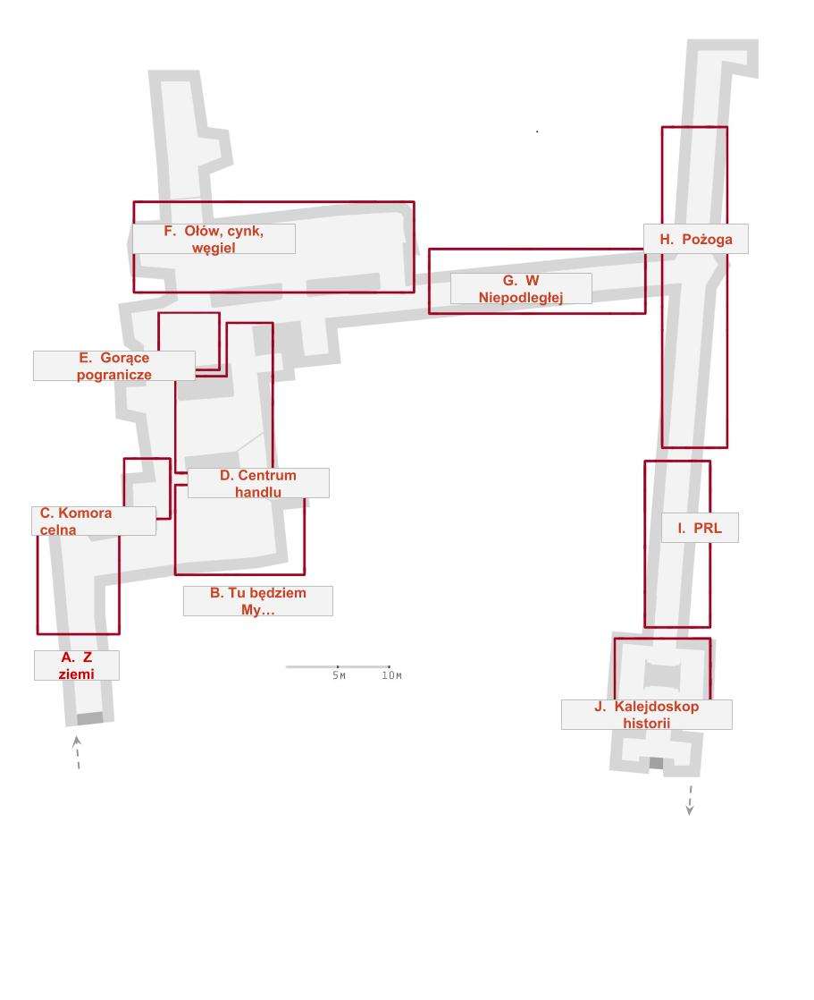 F. Ołów, cynk,
węgiel
H. Pożoga
G. W
Niepodległej
E. Gorące
pogranicze
D. Centrum
handlu
C. Komora
celna
I. PRL
B. Tu będziem
My...
A. Z
ziemi
5M 10M
J. Kalejdoskop
historii